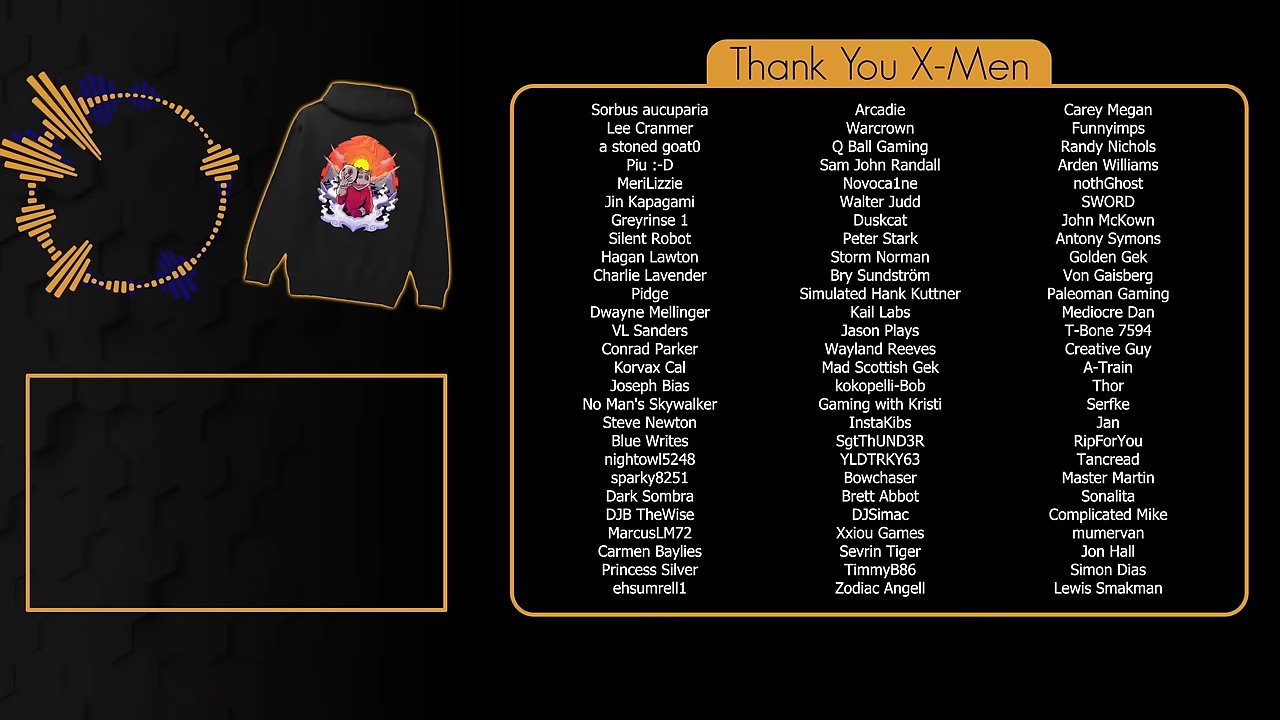 Thank You X-Men
Sorbus aucuparia
Lee Cranmer
a stoned goat0
Piu :-D
MeriLizzie
Jin Kapagami
Greyrinse 1
Silent Robot
Hagan Lawton
Charlie Lavender
Pidge
Dwayne Mellinger
VL Sanders
Conrad Parker
Korvax Cal
Joseph Bias
No Man's Skywalker
Steve Newton
Blue Writes
nightowl5248
sparky8251
Dark Sombra
DJB TheWise
MarcusLM72
Carmen Baylies
Princess Silver
ehsumrell1
Arcadie
Warcrown
Q Ball Gaming
Sam John Randall
Novoca1ne
Walter Judd
Duskcat
Peter Stark
Storm Norman
Bry Sundström
Simulated Hank Kuttner
Kail Labs
Jason Plays
Wayland Reeves
Mad Scottish Gek
kokopelli-Bob
Gaming with Kristi
InstaKibs
SgtThUND3R
YLDTRKY63
Bowchaser
Brett Abbot
DJSimac
Xxiou Games
Sevrin Tiger
TimmyB86
Zodiac Angell
Carey Megan
Funnyimps
Randy Nichols
Arden Williams
nothGhost
SWORD
John McKown
Antony Symons
Golden Gek
Von Gaisberg
Paleoman Gaming
Mediocre Dan
T-Bone 7594
Creative Guy
A-Train
Thor
Serfke
Jan
RipForYou
Tancread
Master Martin
Sonalita
Complicated Mike
mumervan
Jon Hall
Simon Dias
Lewis Smakman